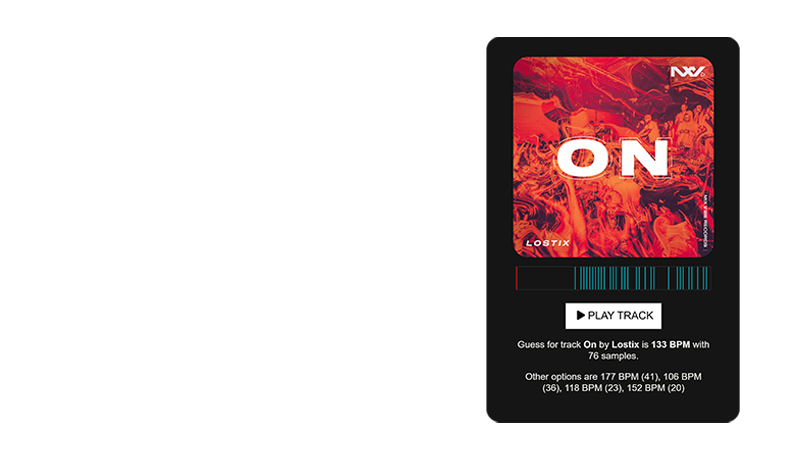 NXV
ON
LOSTIX
PLAY TRACK
Guess for track On by Lostix is 133 BPM with
76 samples.
Other options are 177 BPM (41), 106 BPM
(36), 118 BPM (23), 152 BPM (20)